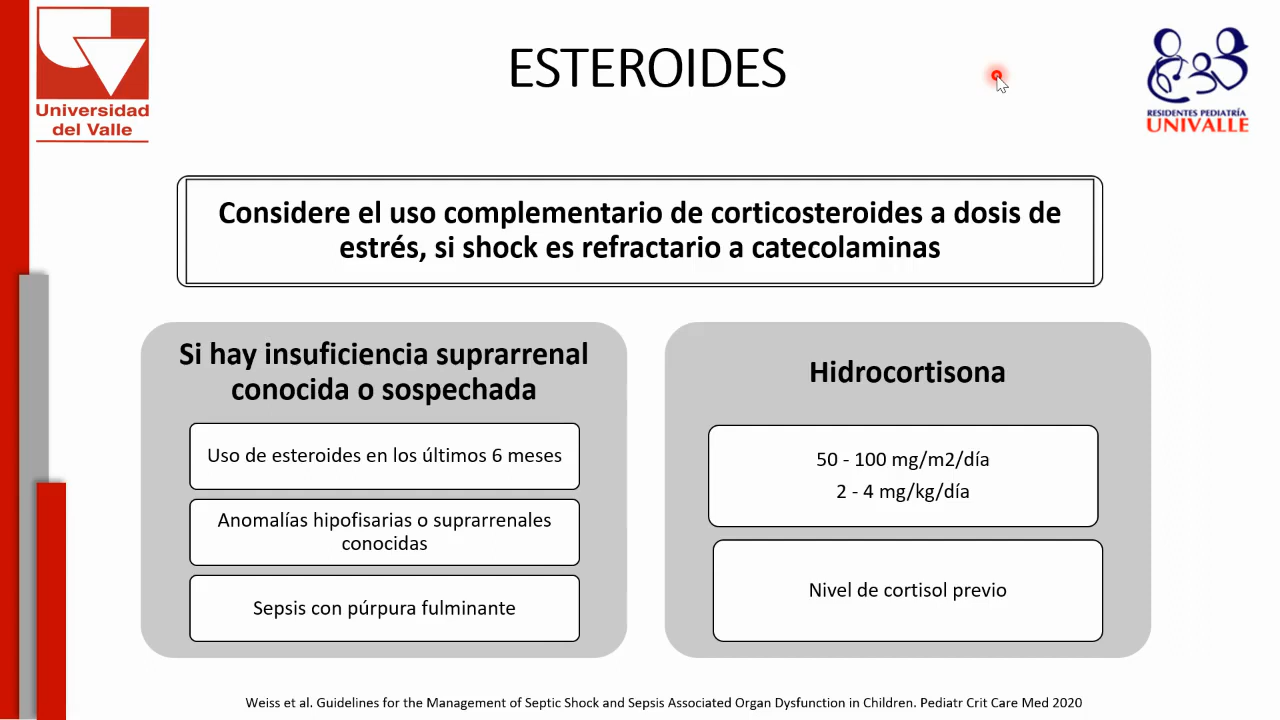 Universidad
del Valle
ESTEROIDES
RESIDENTES PEDIATRÍA
UNIVALLE
Considere el uso complementario de corticosteroides a dosis de
estrés, si shock es refractario a catecolaminas
Si hay insuficiencia suprarrenal
conocida o sospechada
Uso de esteroides en los últimos 6 meses
Anomalías hipofisarias o suprarrenales
conocidas
Sepsis con púrpura fulminante
Hidrocortisona
50 - 100 mg/m2/día
2 - 4 mg/kg/día
Nivel de cortisol previo
Weiss et al. Guidelines for the Management of Septic Shock and Sepsis Associated Organ Dysfunction in Children. Pediatr Crit Care Med 2020